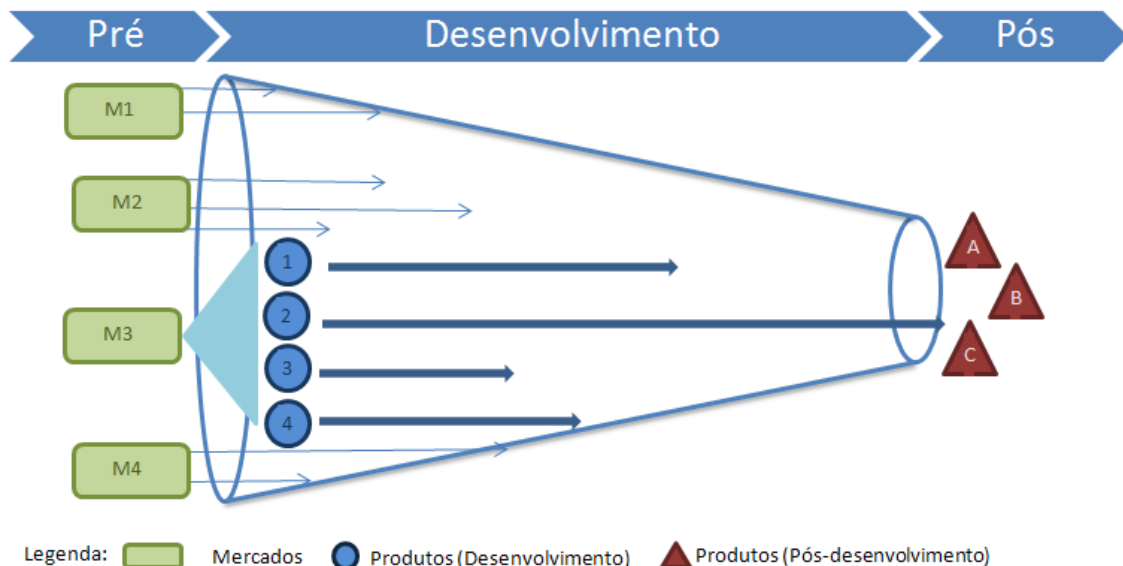 Pré Desenvolvimento Pós
M1
M2
M3
M4
1
2
3
4
A
B
C
Legenda: Mercados Produtos (Desenvolvimento) Produtos (Pós-desenvolvimento)